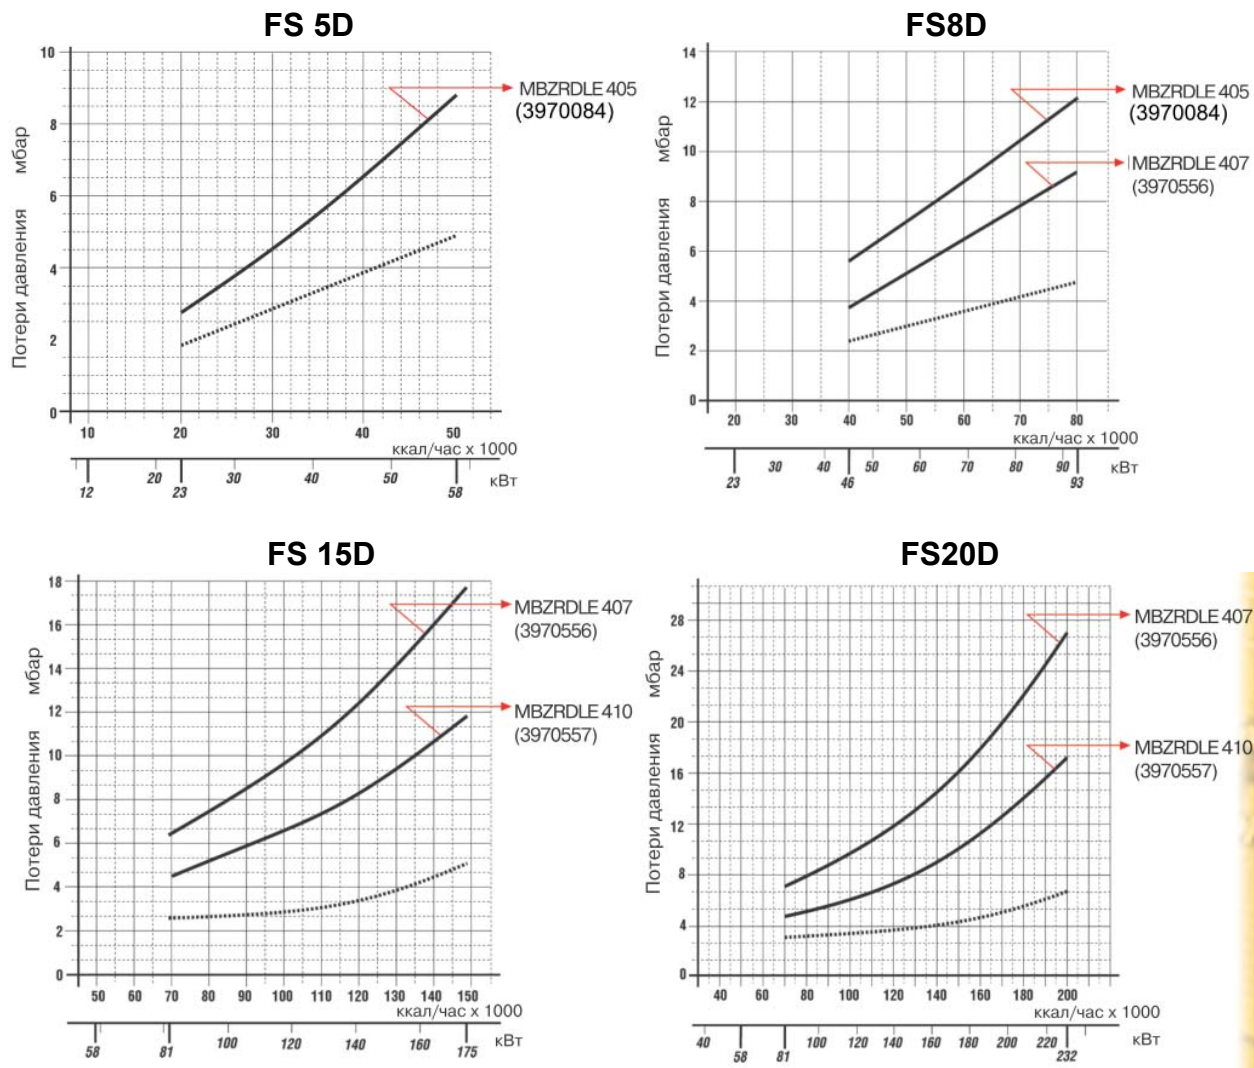 FS 5D
10
8
6
4
2
0
Потери давления мбар
10 20 30 40 50
ккал/час x 1000
20 30 40 50 кВт
12 23 58
MBZRDLE 405
(3970084)
FS8D
14
12
10
8
6
4
2
0
Потери давления мбар
20 30 40 50 60 70 80
ккал/час x 1000
30 40 50 60 70 80 90 кВт
23 46 93
MBZRDLE 405
(3970084)
MBZRDLE 407
(3970556)
FS 15D
18
16
14
12
10
8
6
4
2
0
Потери давления мбар
50 60 70 80 90 100 110 120 130 140 150
ккал/час x 1000
100 120 140 160 кВт
58 81 175
MBZRDLE 407
(3970556)
MBZRDLE 410
(3970557)
FS20D
28
24
20
16
12
8
4
0
Потери давления мбар
40 60 80 100 120 140 160 180 200
ккал/час x 1000
40 100 120 140 160 180 200 220 кВт
58 81 232
MBZRDLE 407
(3970556)
MBZRDLE 410
(3970557)